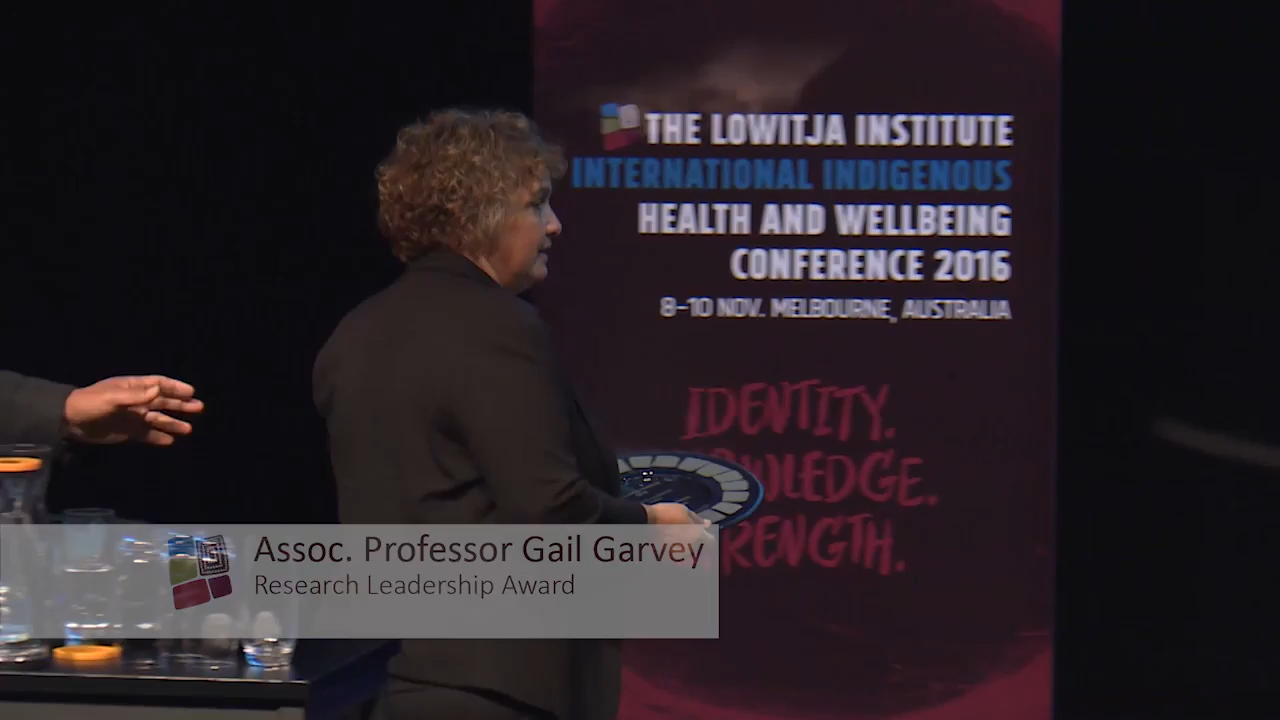 THE LOWITJA INSTITUTE
INTERNATIONAL INDIGENOUS
HEALTH AND WELLBEING
CONFERENCE 2016
8-10 NOV. MELBOURNE, AUSTRALIA
IDENTITY.
Assoc. Professor Gail Garvey
Research Leadership Award